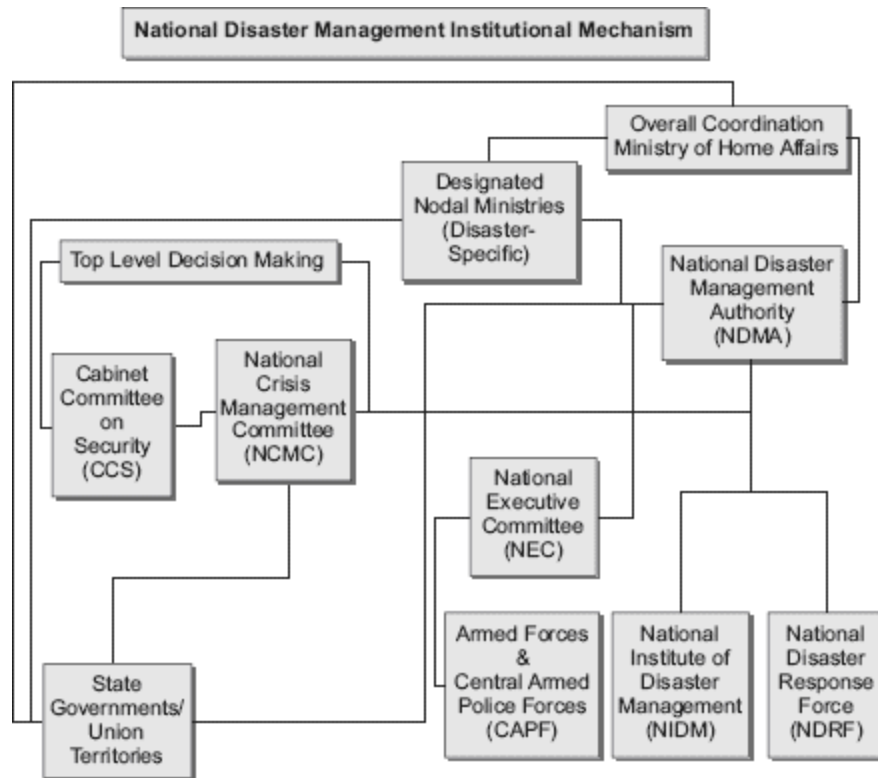 National Disaster Management Institutional Mechanism
Overall Coordination
Ministry of Home Affairs
Designated
Nodal Ministries
(Disaster-
Specific)
Top Level Decision Making
National Disaster
Management
Authority
(NDMA)
Cabinet
Committee
on
Security
(CCS)
National
Crisis
Management
Committee
(NCMC)
National
Executive
Committee
(NEC)
State
Governments/
Union
Territories
Armed Forces
&
Central Armed
Police Forces
(CAPF)
National
Institute of
Disaster
Management
(NIDM)
National
Disaster
Response
Force
(NDRF)